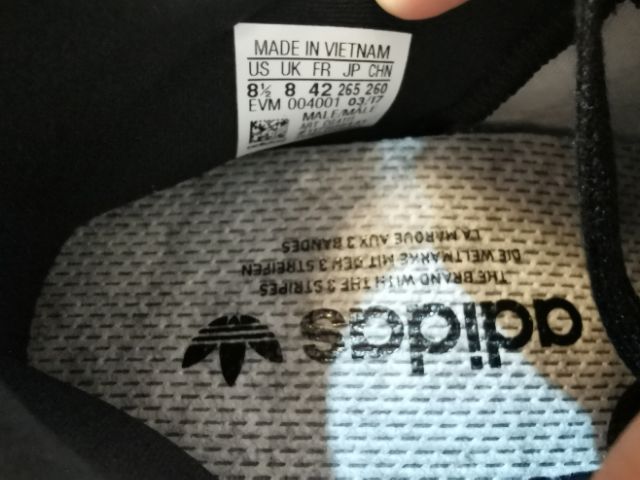 MADE IN VIETNAM
US UK FR JP CHN
8½ 8 42 265 260
EVM 004001 03/17
MALE/MALE
adidas
THE BRAND WITH THE 3 STRIPES
DIE WELTMARKE MIT DEN 3 STREIFEN
LA MARQUE AUX 3 BANDES